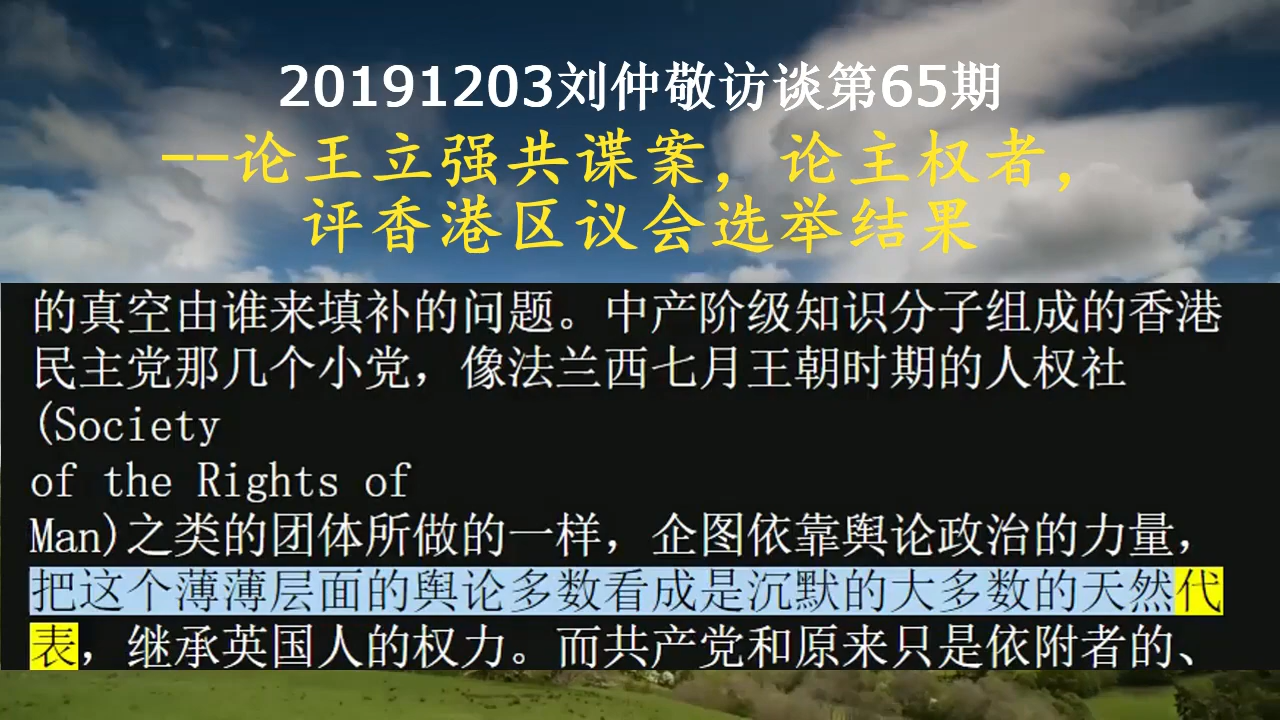 20191203刘仲敬访谈第65期
--论王立强共谍案，论主权者，
评香港区议会选举结果
的真空由谁来填补的问题。中产阶级知识分子组成的香港
民主党那几个小党，像法兰西七月王朝时期的人权社
(Society
of the Rights of
Man)之类的团体所做的一样，企图依靠舆论政治的力量，
把这个薄薄层面的舆论多数看成是沉默的大多数的天然代
表，继承英国人的权力。而共产党和原来只是依附者的、